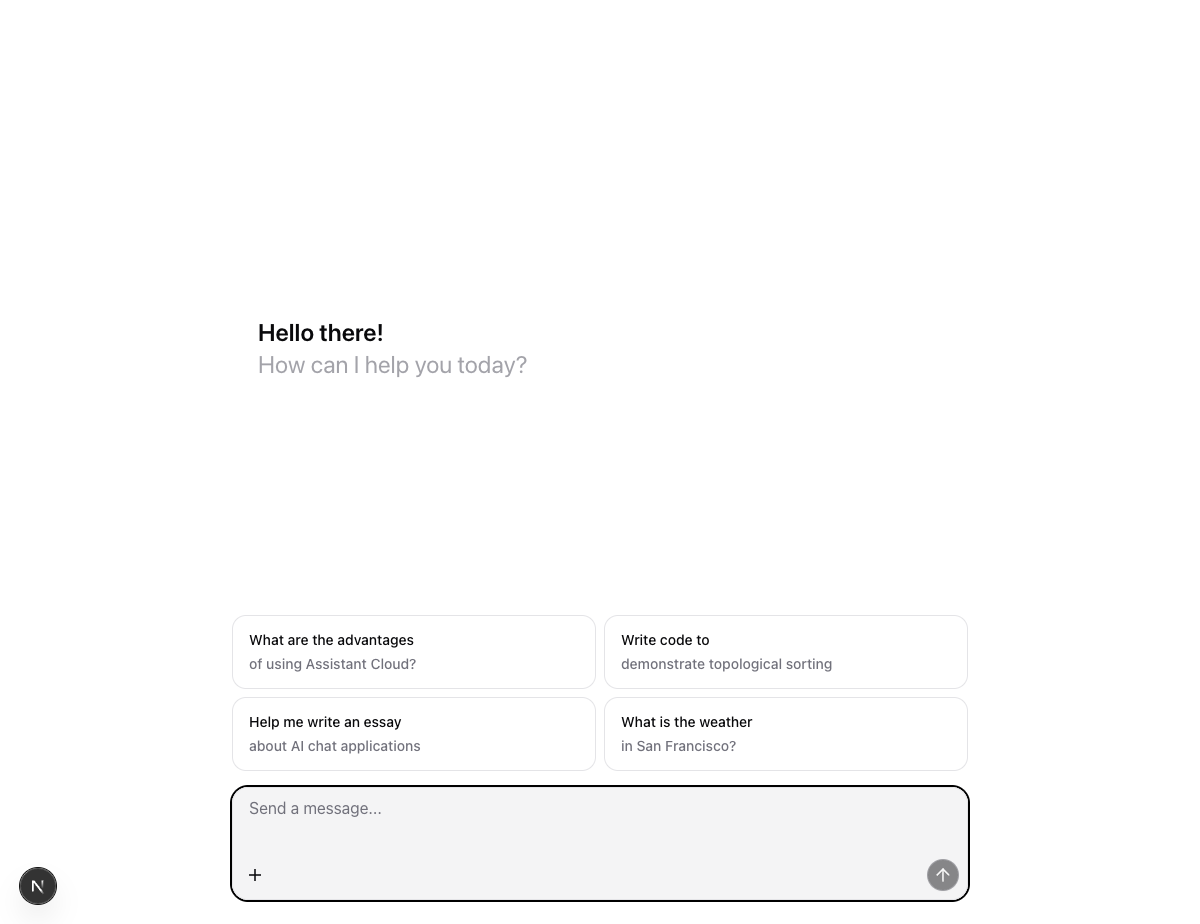 Hello there!
How can I help you today?
What are the advantages
of using Assistant Cloud?
Write code to
demonstrate topological sorting
Help me write an essay
about AI chat applications
What is the weather
in San Francisco?
Send a message...
N